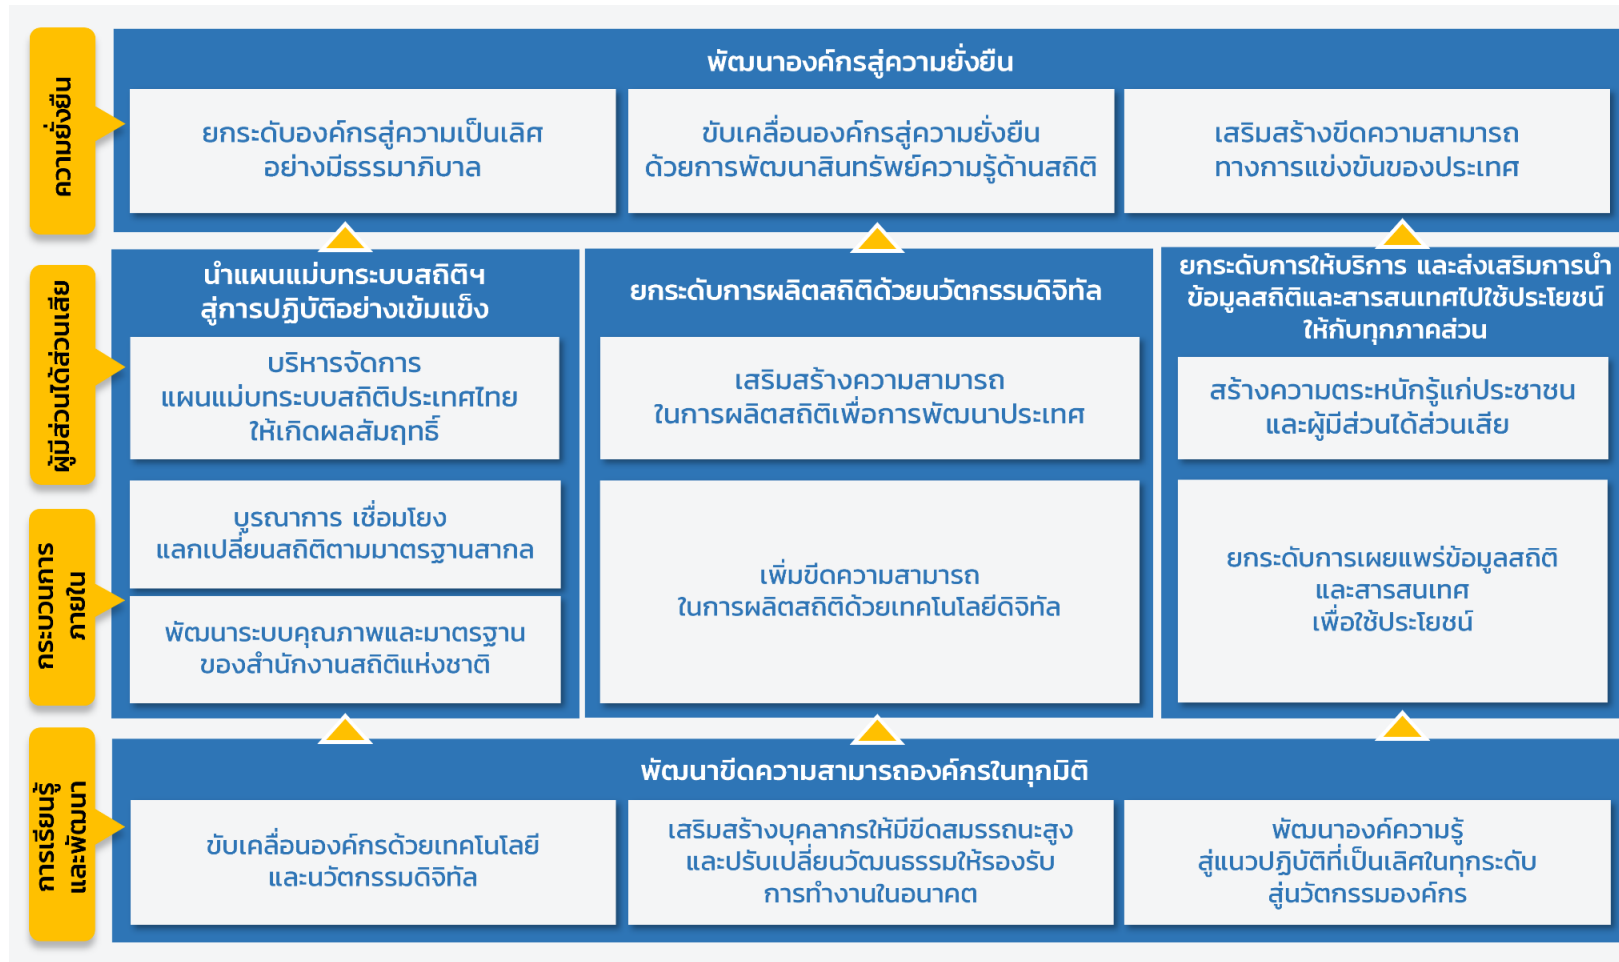 ความยั่งยืน
พัฒนาองค์กรสู่ความยั่งยืน
ยกระดับองค์กรสู่ความเป็นเลิศ
อย่างมีธรรมาภิบาล
ขับเคลื่อนองค์กรสู่ความยั่งยืน
ด้วยการพัฒนาสินทรัพย์ความรู้ด้านสถิติ
เสริมสร้างขีดความสามารถ
ทางการแข่งขันของประเทศ
ผู้มีส่วนได้ส่วนเสีย
กระบวนการ
ภายใน
นำแผนแม่บทระบบสถิติฯ
สู่การปฏิบัติอย่างเข้มแข็ง
บริหารจัดการ
แผนแม่บทระบบสถิติประเทศไทย
ให้เกิดผลสัมฤทธิ์
บูรณาการ เชื่อมโยง
แลกเปลี่ยนสถิติตามมาตรฐานสากล
พัฒนาระบบคุณภาพและมาตรฐาน
ของสำนักงานสถิติแห่งชาติ
ยกระดับการผลิตสถิติด้วยนวัตกรรมดิจิทัล
เสริมสร้างความสามารถ
ในการผลิตสถิติเพื่อการพัฒนาประเทศ
เพิ่มขีดความสามารถ
ในการผลิตสถิติด้วยเทคโนโลยีดิจิทัล
ยกระดับการให้บริการ และส่งเสริมการนำ
ข้อมูลสถิติและสารสนเทศไปใช้ประโยชน์
ให้กับทุกภาคส่วน
สร้างความตระหนักรู้แก่ประชาชน
และผู้มีส่วนได้ส่วนเสีย
ยกระดับการเผยแพร่ข้อมูลสถิติ
และสารสนเทศ
เพื่อใช้ประโยชน์
การเรียนรู้
และพัฒนา
พัฒนาขีดความสามารถองค์กรในทุกมิติ
ขับเคลื่อนองค์กรด้วยเทคโนโลยี
และนวัตกรรมดิจิทัล
เสริมสร้างบุคลากรให้มีขีดสมรรถนะสูง
และปรับเปลี่ยนวัฒนธรรมให้รองรับ
การทำงานในอนาคต
พัฒนาองค์ความรู้
สู่แนวปฏิบัติที่เป็นเลิศในทุกระดับ
สู่นวัตกรรมองค์กร